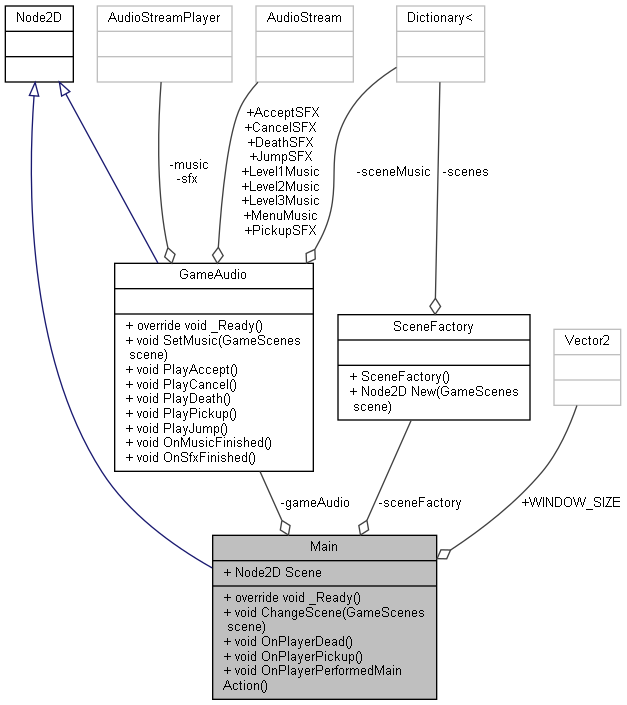 Node2D
AudioStreamPlayer
AudioStream
Dictionary<
-music
-sfx
+AcceptSFX
+CancelSFX
+DeathSFX
+JumpSFX
+Level1Music
+Level2Music
+Level3Music
+MenuMusic
+PickupSFX
-sceneMusic
-scenes
GameAudio
+ override void _Ready()
+ void SetMusic(GameScenes
scene)
+ void PlayAccept()
+ void PlayCancel()
+ void PlayDeath()
+ void PlayPickup()
+ void PlayJump()
+ void OnMusicFinished()
+ void OnSfxFinished()
SceneFactory
+ SceneFactory()
+ Node2D New(GameScenes
scene)
Vector2
-gameAudio
-sceneFactory
+WINDOW_SIZE
Main
+ Node2D Scene
+ override void _Ready()
+ void ChangeScene(GameScenes
scene)
+ void OnPlayerDead()
+ void OnPlayerPickup()
+ void OnPlayerPerformedMain
Action()